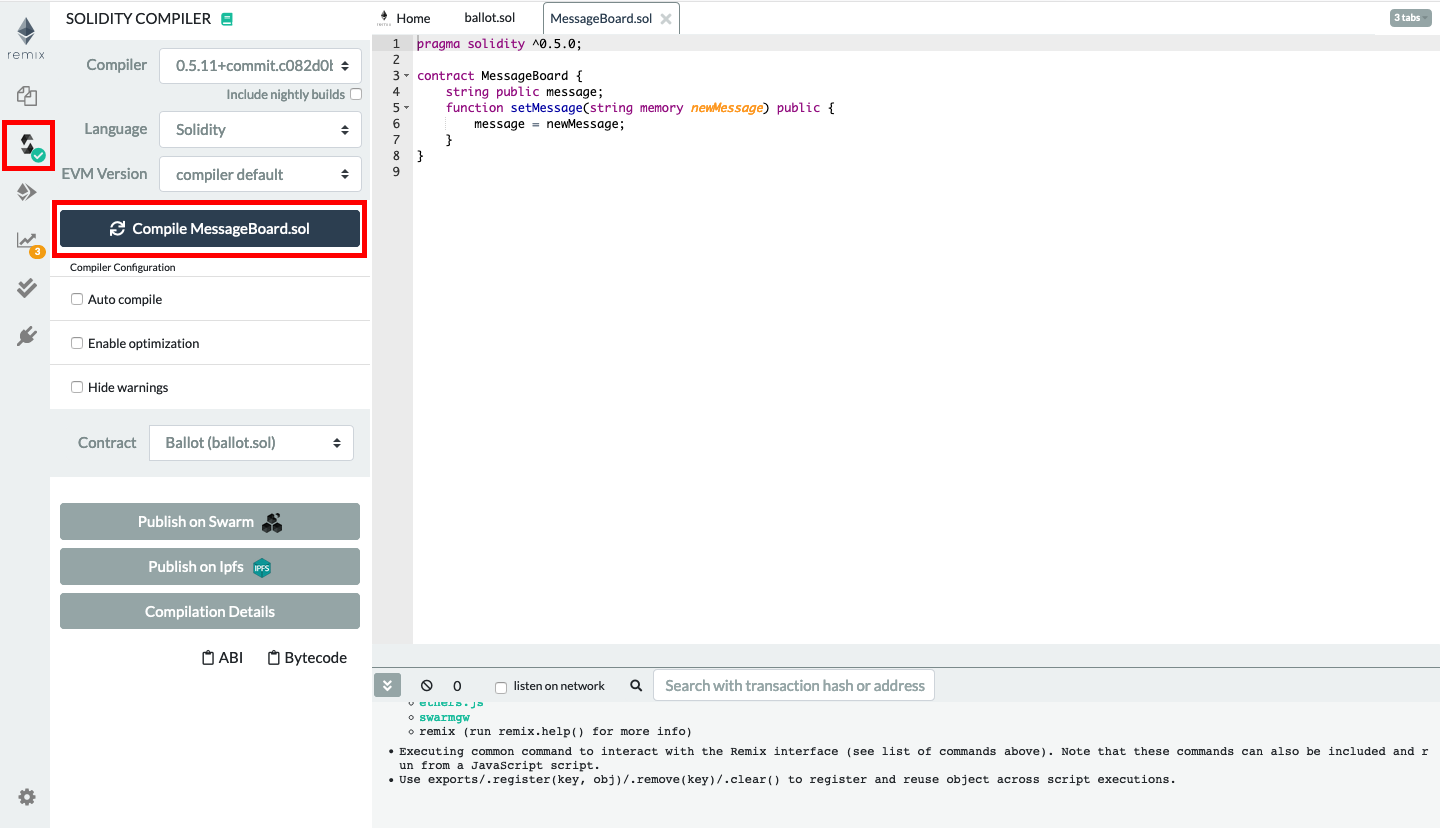 remix
SOLIDITY COMPILER
Compiler
0.5.11+commit.c082d0b
Include nightly builds
Language
Solidity
EVM Version
compiler default
Compile MessageBoard.sol
3
Compiler Configuration
Auto compile
Enable optimization
Hide warnings
Contract
Ballot (ballot.sol)
Publish on Swarm
Publish on Ipfs
IPFS
Compilation Details
ABI
Bytecode
remix
Home
ballot.sol
MessageBoard.sol
3 tabs
1 pragma solidity ^0.5.0;
2
3 contract MessageBoard {
4 string public message;
5 function setMessage(string memory newMessage) public {
6 message = newMessage;
7 }
8 }
9
0
listen on network
Search with transaction hash or address
ethers.js
swarmgw
remix (run remix.help() for more info)
Executing common command to interact with the Remix interface (see list of commands above). Note that these commands can also be included and r
un from a JavaScript script.
Use exports/.register(key, obj)/.remove(key)/.clear() to register and reuse object across script executions.